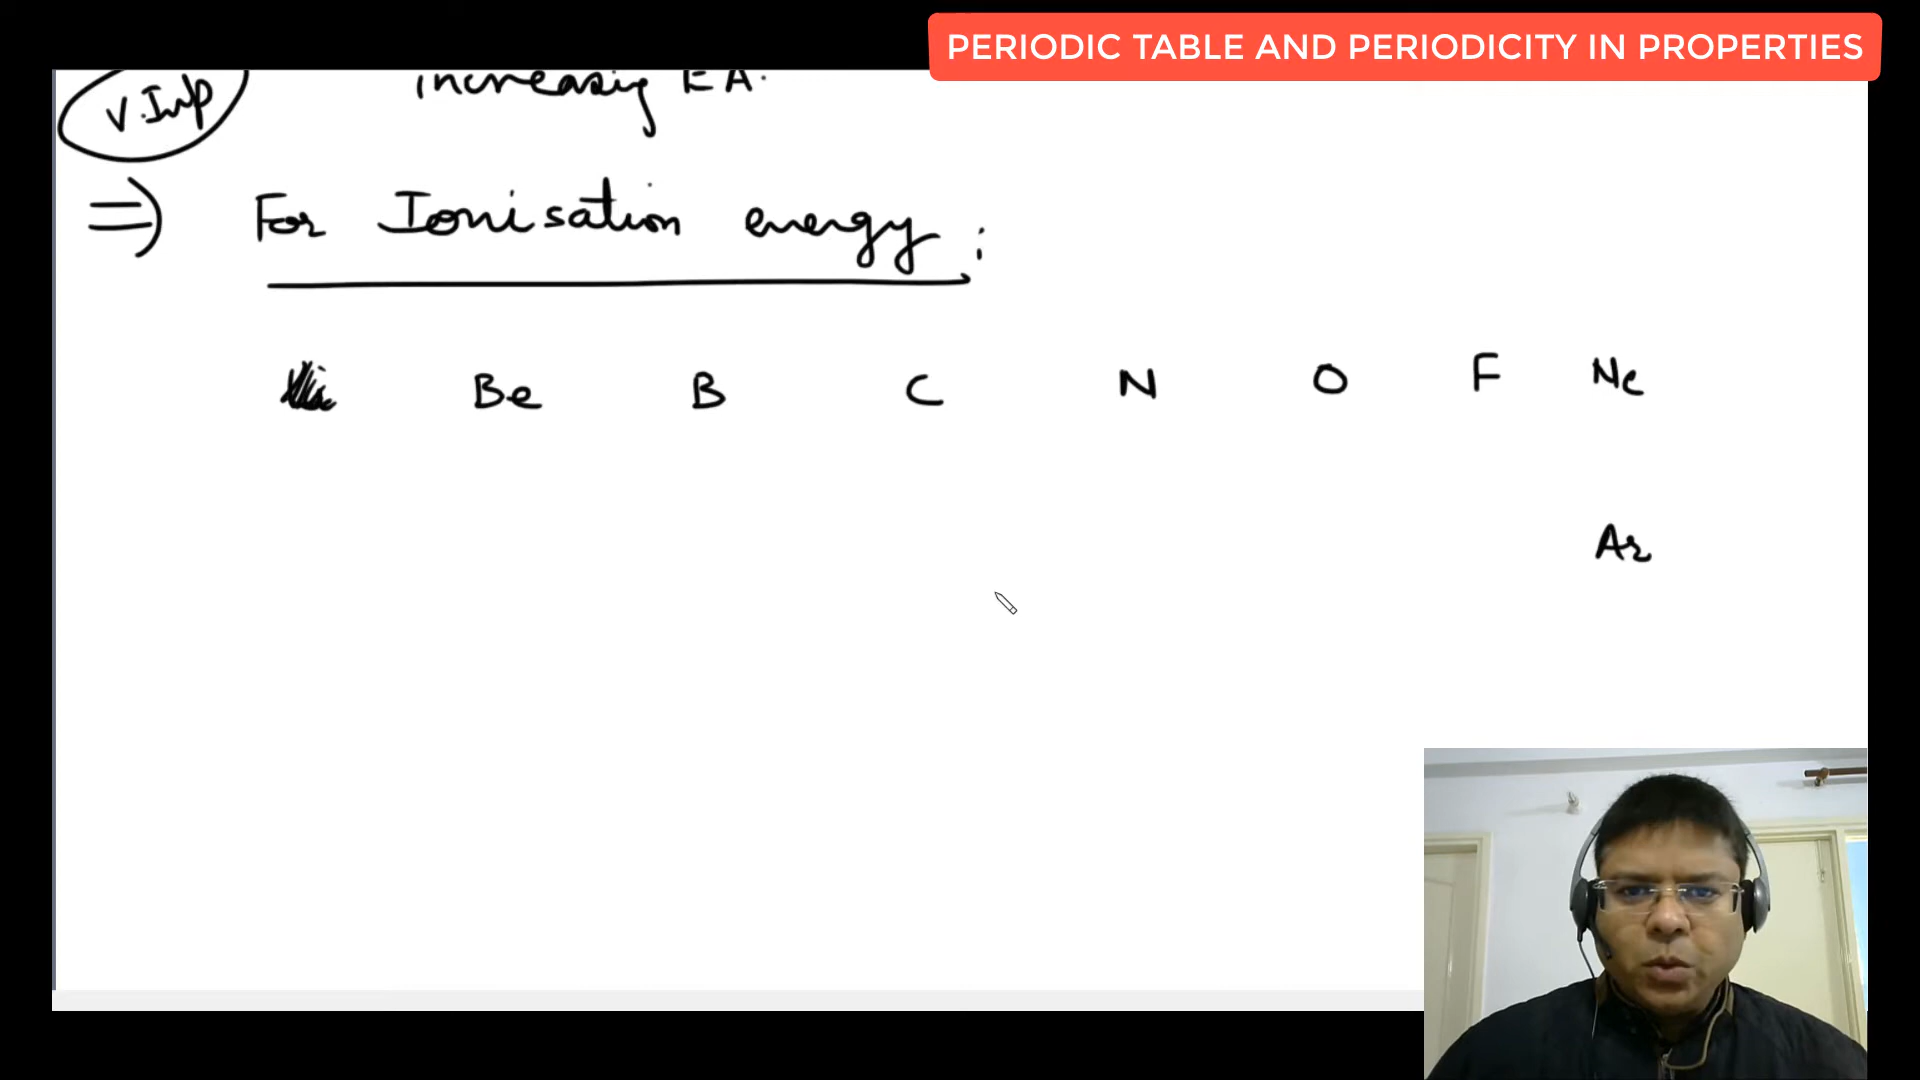 PERIODIC TABLE AND PERIODICITY IN PROPERTIES
V.Imp increasing EA.
⇒ For Ionisation energy :
Be B C N O F Ne
Ar